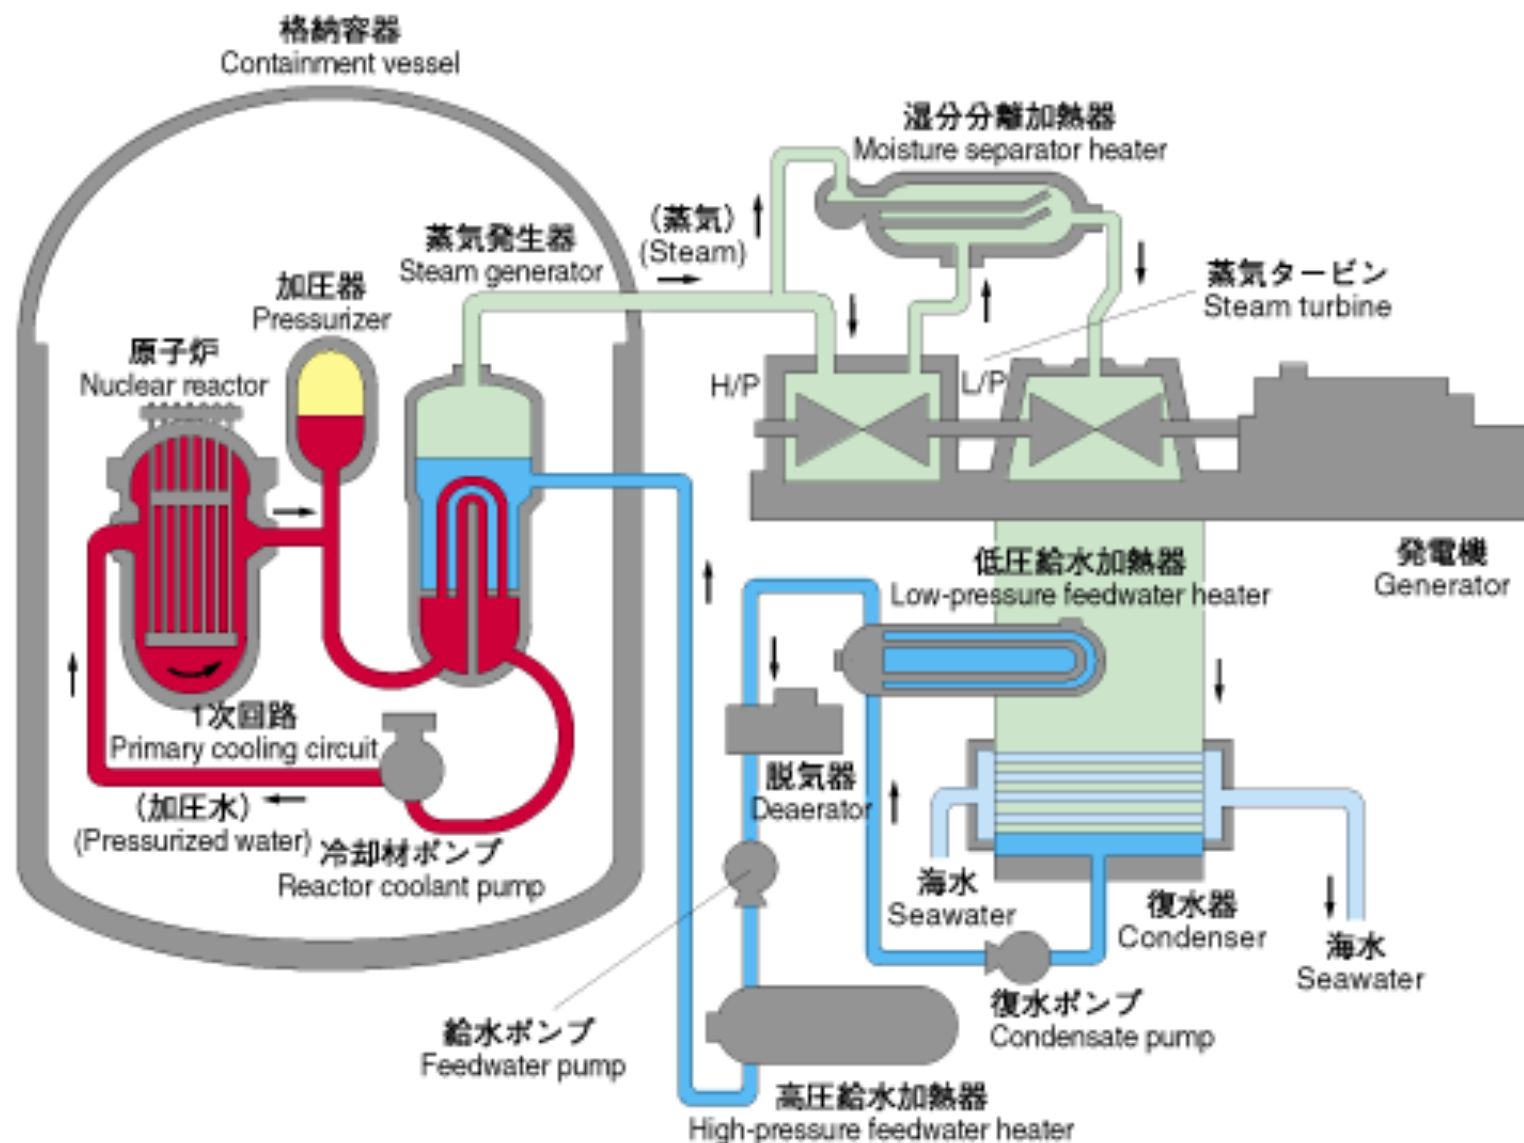 格納容器
Containment vessel
湿分分離加熱器
Moisture separator heater
(蒸気)
(Steam)
蒸気発生器
Steam generator
蒸気タービン
Steam turbine
加圧器
Pressurizer
原子炉
Nuclear reactor
H/P
L/P
発電機
Generator
低圧給水加熱器
Low-pressure feedwater heater
1次回路
Primary cooling circuit
(加圧水)
(Pressurized water)
冷却材ポンプ
Reactor coolant pump
脱気器
Deaerator
海水
Seawater
復水器
Condenser
海水
Seawater
復水ポンプ
Condensate pump
給水ポンプ
Feedwater pump
高圧給水加熱器
High-pressure feedwater heater